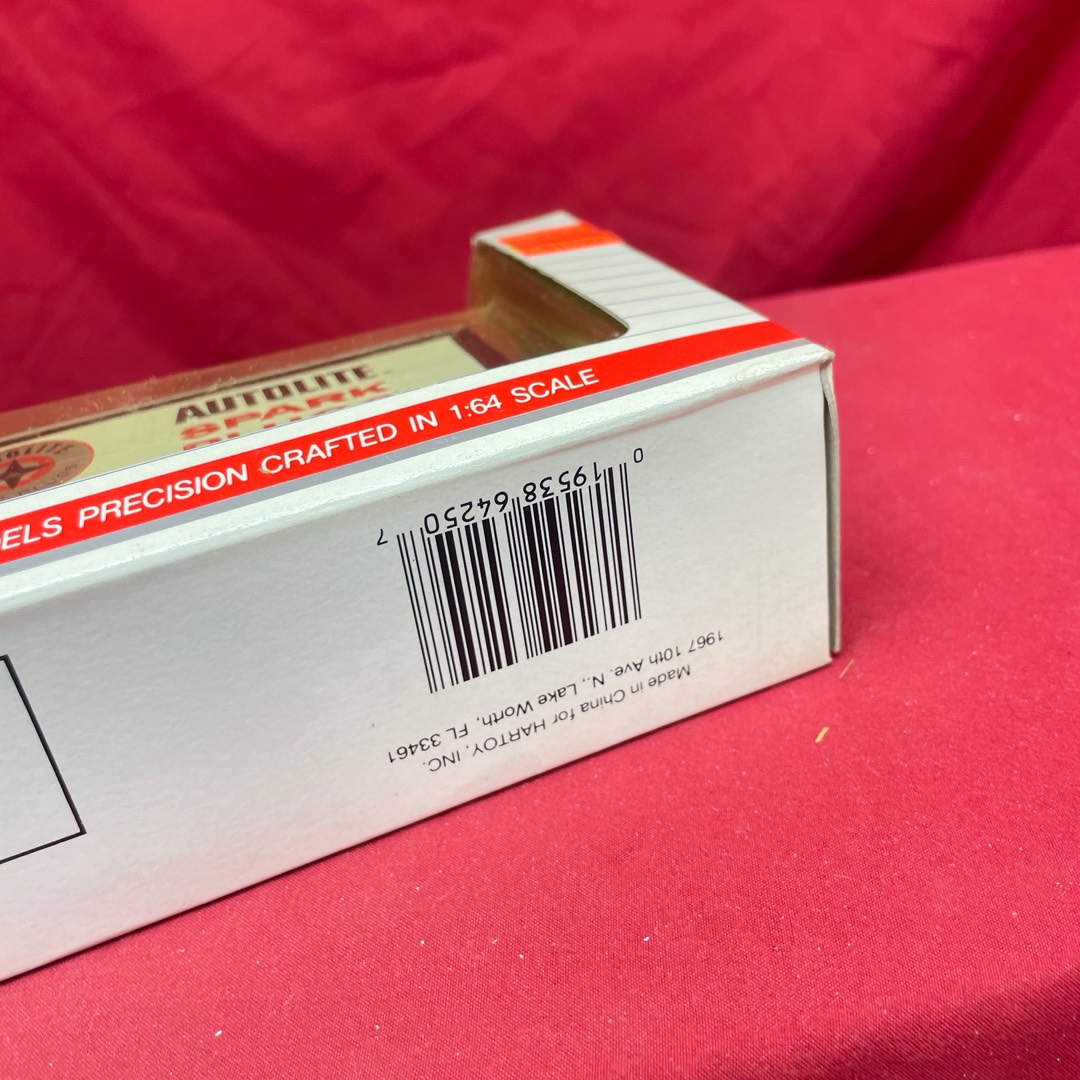 AUTOLITE
SPARK
ELS PRECISION CRAFTED IN 1:64 SCALE
0 19538 64250 7
Made in China for HARTOY, INC.
1967 10th Ave. N., Lake Worth, FL 33461